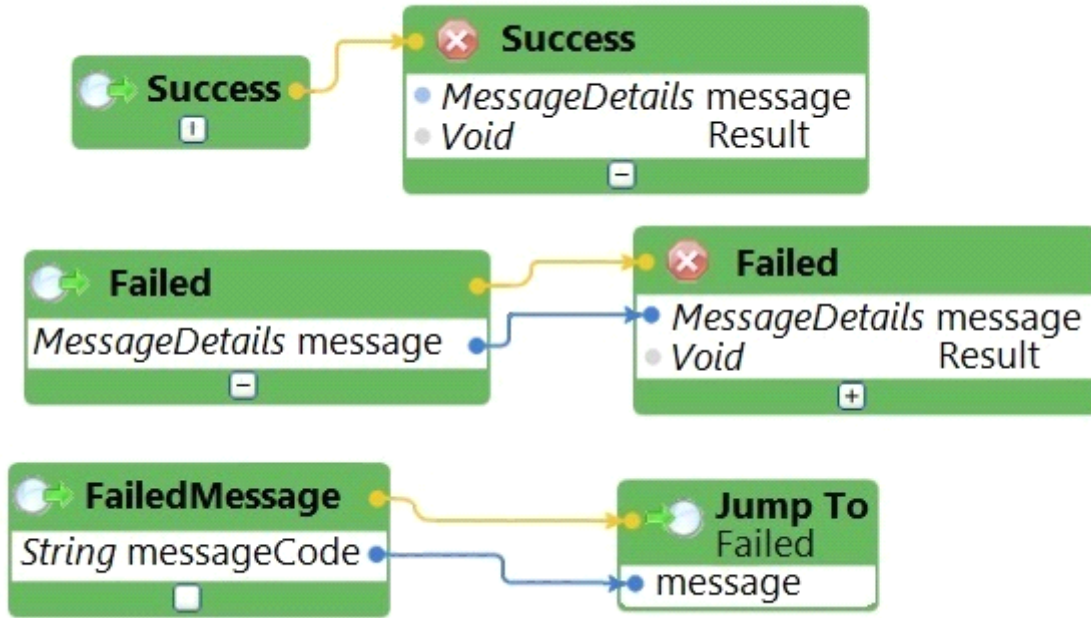 Success
Success
MessageDetails message
Void Result
Failed
MessageDetails message
Failed
MessageDetails message
Void Result
FailedMessage
String messageCode
Jump To
Failed
message